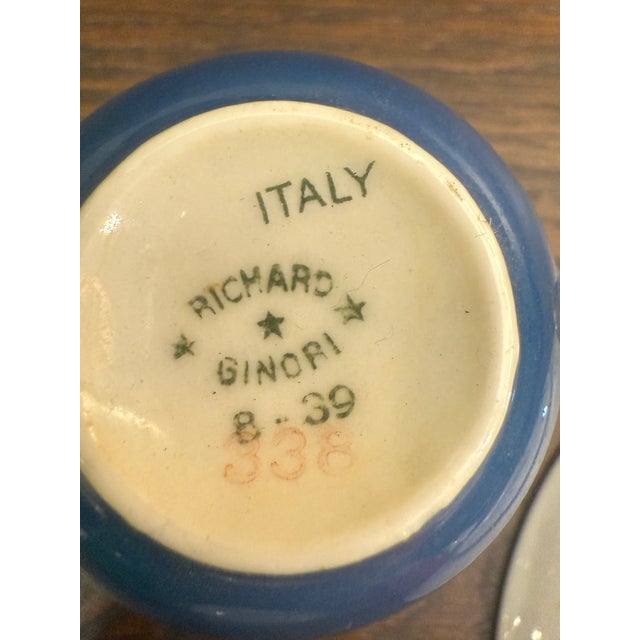 ITALY
RICHARD
★ ★ ★
GINORI
8-39
338